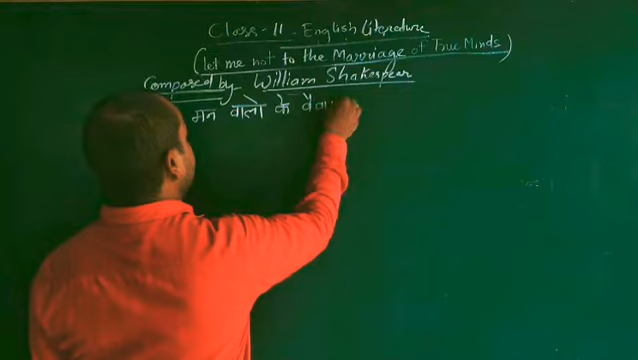 Class-11 - English Literature
(let me not to the Marriage of True Minds)
Composed by William Shakespear
मन वालो के